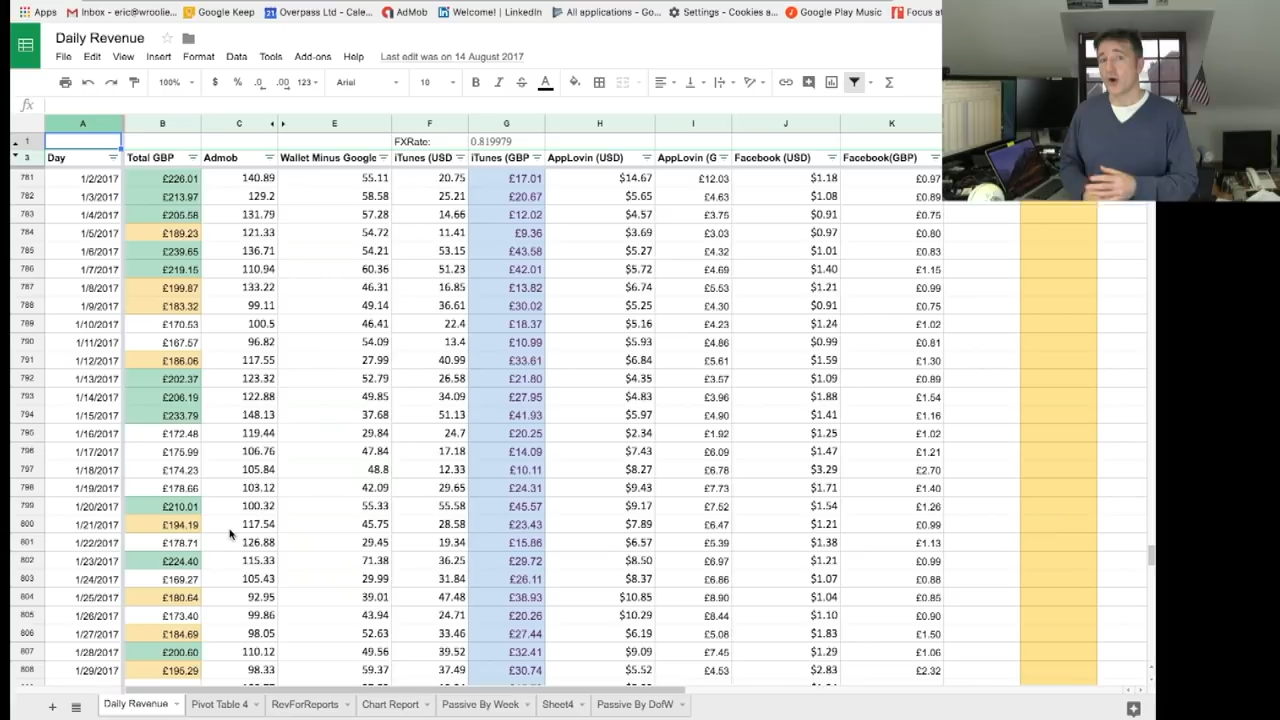 Apps Inbox - eric@wroolie... Google Keep Overpass Ltd - Cale... AdMob Welcome! | LinkedIn All applications - Go... Settings - Cookies a... Google Play Music Focus at
Daily Revenue
File Edit View Insert Format Data Tools Add-ons Help Last edit was on 14 August 2017
100% $ % .0 .00 123 Arial 10 B I S A Σ
fx
A B C E F G H I J K
1 FXRate: 0.819979
3 Day Total GBP Admob Wallet Minus Google iTunes (USD iTunes (GBP AppLovin (USD) AppLovin (G Facebook (USD) Facebook(GBP)
781 1/2/2017 £226.01 140.89 55.11 20.75 £17.01 $14.67 £12.03 $1.18 £0.97
782 1/3/2017 £213.97 129.2 58.58 25.21 £20.67 $5.65 £4.63 $1.08 £0.89
783 1/4/2017 £205.58 131.79 57.28 14.66 £12.02 $4.57 £3.75 $0.91 £0.75
784 1/5/2017 £189.23 121.33 54.72 11.41 £9.36 $3.69 £3.03 $0.97 £0.80
785 1/6/2017 £239.65 136.71 54.21 53.15 £43.58 $5.27 £4.32 $1.01 £0.83
786 1/7/2017 £219.15 110.94 60.36 51.23 £42.01 $5.72 £4.69 $1.40 £1.15
787 1/8/2017 £199.87 133.22 46.31 16.85 £13.82 $6.74 £5.53 $1.21 £0.99
788 1/9/2017 £183.32 99.11 49.14 36.61 £30.02 $5.25 £4.30 $0.91 £0.75
789 1/10/2017 £170.53 100.5 46.41 22.4 £18.37 $5.16 £4.23 $1.24 £1.02
790 1/11/2017 £167.57 96.82 54.09 13.4 £10.99 $5.93 £4.86 $0.99 £0.81
791 1/12/2017 £186.06 117.55 27.99 40.99 £33.61 $6.84 £5.61 $1.59 £1.30
792 1/13/2017 £202.37 123.32 52.79 26.58 £21.80 $4.35 £3.57 $1.09 £0.89
793 1/14/2017 £206.19 122.88 49.85 34.09 £27.95 $4.83 £3.96 $1.88 £1.54
794 1/15/2017 £233.79 148.13 37.68 51.13 £41.93 $5.97 £4.90 $1.41 £1.16
795 1/16/2017 £172.48 119.44 29.84 24.7 £20.25 $2.34 £1.92 $1.25 £1.02
796 1/17/2017 £175.99 106.76 47.84 17.18 £14.09 $7.43 £6.09 $1.47 £1.21
797 1/18/2017 £174.23 105.84 48.8 12.33 £10.11 $8.27 £6.78 $3.29 £2.70
798 1/19/2017 £178.66 103.12 42.09 29.65 £24.31 $9.43 £7.73 $1.71 £1.40
799 1/20/2017 £210.01 100.32 55.33 55.58 £45.57 $9.17 £7.52 $1.54 £1.26
800 1/21/2017 £194.19 117.54 45.75 28.58 £23.43 $7.89 £6.47 $1.21 £0.99
801 1/22/2017 £178.71 126.88 29.45 19.34 £15.86 $6.57 £5.39 $1.38 £1.13
802 1/23/2017 £224.40 115.33 71.38 36.25 £29.72 $8.50 £6.97 $1.21 £0.99
803 1/24/2017 £169.27 105.43 29.99 31.84 £26.11 $8.37 £6.86 $1.07 £0.88
804 1/25/2017 £180.64 92.95 39.01 47.48 £38.93 $10.85 £8.90 $1.04 £0.85
805 1/26/2017 £173.40 99.86 43.94 24.71 £20.26 $10.29 £8.44 $1.10 £0.90
806 1/27/2017 £184.69 98.05 52.63 33.46 £27.44 $6.19 £5.08 $1.83 £1.50
807 1/28/2017 £200.60 110.12 49.56 39.52 £32.41 $9.09 £7.45 $1.29 £1.06
808 1/29/2017 £195.29 98.33 59.37 37.49 £30.74 $5.52 £4.53 $2.83 £2.32
Daily Revenue Pivot Table 4 RevForReports Chart Report Passive By Week Sheet4 Passive By DofW